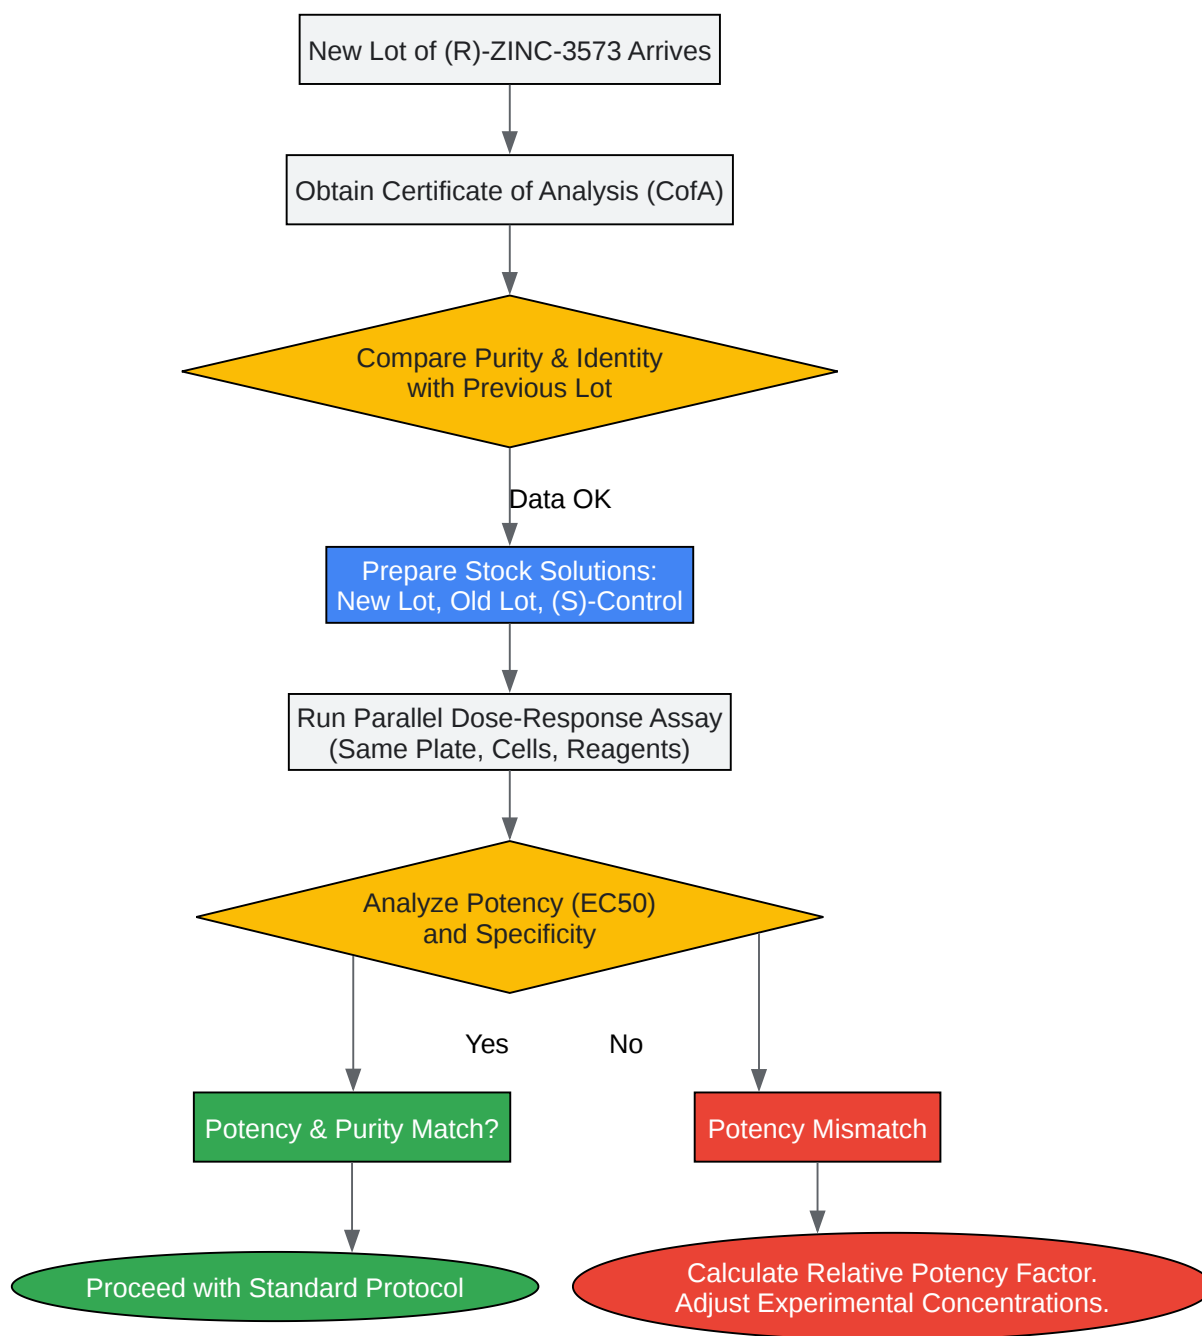 New Lot of (R)-ZINC-3573 Arrives
Obtain Certificate of Analysis (CofA)
Compare Purity & Identity
with Previous Lot
Data OK
Prepare Stock Solutions:
New Lot, Old Lot, (S)-Control
Run Parallel Dose-Response Assay
(Same Plate, Cells, Reagents)
Analyze Potency (EC50)
and Specificity
Yes
No
Potency & Purity Match?
Potency Mismatch
Proceed with Standard Protocol
Calculate Relative Potency Factor.
Adjust Experimental Concentrations.